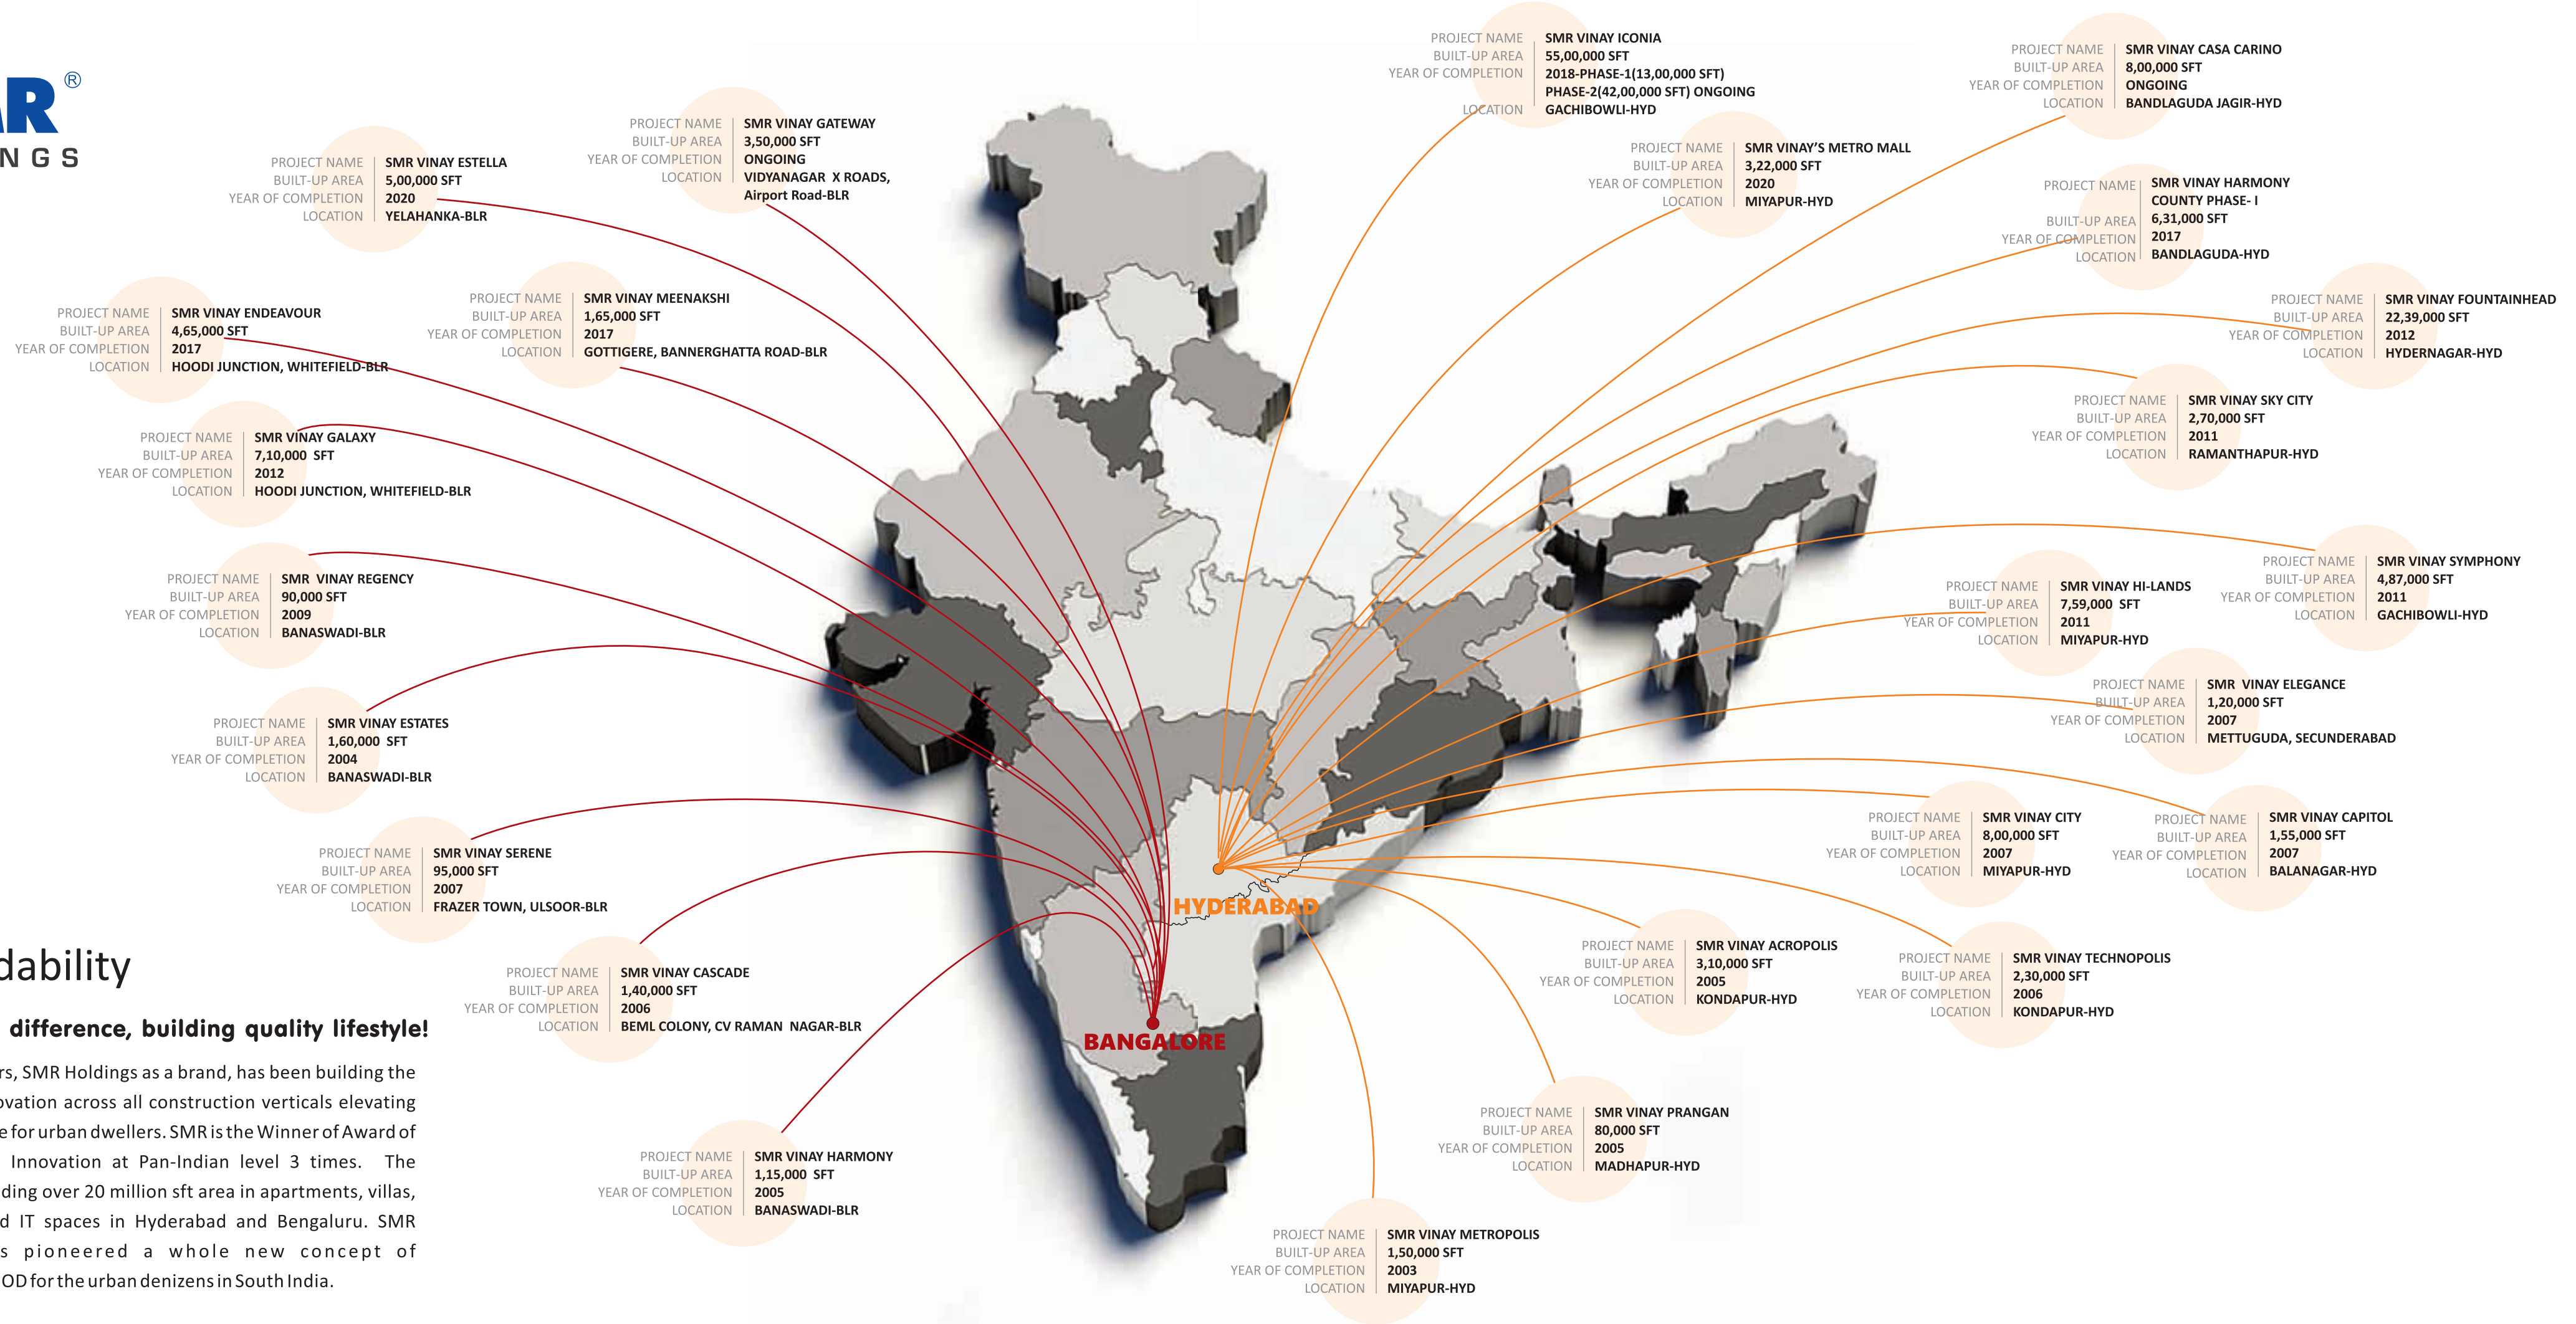 R®
NGS
PROJECT NAME SMR VINAY ESTELLA
BUILT-UP AREA 5,00,000 SFT
YEAR OF COMPLETION 2020
LOCATION YELAHANKA-BLR
PROJECT NAME SMR VINAY GATEWAY
BUILT-UP AREA 3,50,000 SFT
YEAR OF COMPLETION ONGOING
LOCATION VIDYANAGAR X ROADS,
Airport Road-BLR
PROJECT NAME SMR VINAY ENDEAVOUR
BUILT-UP AREA 4,65,000 SFT
YEAR OF COMPLETION 2017
LOCATION HOODI JUNCTION, WHITEFIELD-BLR
PROJECT NAME SMR VINAY MEENAKSHI
BUILT-UP AREA 1,65,000 SFT
YEAR OF COMPLETION 2017
LOCATION GOTTIGERE, BANNERGHATTA ROAD-BLR
PROJECT NAME SMR VINAY GALAXY
BUILT-UP AREA 7,10,000 SFT
YEAR OF COMPLETION 2012
LOCATION HOODI JUNCTION, WHITEFIELD-BLR
PROJECT NAME SMR VINAY REGENCY
BUILT-UP AREA 90,000 SFT
YEAR OF COMPLETION 2009
LOCATION BANASWADI-BLR
PROJECT NAME SMR VINAY ESTATES
BUILT-UP AREA 1,60,000 SFT
YEAR OF COMPLETION 2004
LOCATION BANASWADI-BLR
PROJECT NAME SMR VINAY SERENE
BUILT-UP AREA 95,000 SFT
YEAR OF COMPLETION 2007
LOCATION FRAZER TOWN, ULSOOR-BLR
PROJECT NAME SMR VINAY CASCADE
BUILT-UP AREA 1,40,000 SFT
YEAR OF COMPLETION 2006
LOCATION BEML COLONY, CV RAMAN NAGAR-BLR
PROJECT NAME SMR VINAY HARMONY
BUILT-UP AREA 1,15,000 SFT
YEAR OF COMPLETION 2005
LOCATION BANASWADI-BLR
dability
difference, building quality lifestyle!
rs, SMR Holdings as a brand, has been building the
ovation across all construction verticals elevating
e for urban dwellers. SMR is the Winner of Award of
Innovation at Pan-Indian level 3 times. The
ding over 20 million sft area in apartments, villas,
d IT spaces in Hyderabad and Bengaluru. SMR
s pioneered a whole new concept of
OD for the urban denizens in South India.
HYDERABAD
BANGALORE
PROJECT NAME SMR VINAY ICONIA
BUILT-UP AREA 55,00,000 SFT
YEAR OF COMPLETION 2018-PHASE-1(13,00,000 SFT)
PHASE-2(42,00,000 SFT) ONGOING
LOCATION GACHIBOWLI-HYD
PROJECT NAME SMR VINAY CASA CARINO
BUILT-UP AREA 8,00,000 SFT
YEAR OF COMPLETION ONGOING
LOCATION BANDLAGUDA JAGIR-HYD
PROJECT NAME SMR VINAY'S METRO MALL
BUILT-UP AREA 3,22,000 SFT
YEAR OF COMPLETION 2020
LOCATION MIYAPUR-HYD
PROJECT NAME SMR VINAY HARMONY
COUNTY PHASE- I
BUILT-UP AREA 6,31,000 SFT
YEAR OF COMPLETION 2017
LOCATION BANDLAGUDA-HYD
PROJECT NAME SMR VINAY FOUNTAINHEAD
BUILT-UP AREA 22,39,000 SFT
YEAR OF COMPLETION 2012
LOCATION HYDERNAGAR-HYD
PROJECT NAME SMR VINAY SKY CITY
BUILT-UP AREA 2,70,000 SFT
YEAR OF COMPLETION 2011
LOCATION RAMANTHAPUR-HYD
PROJECT NAME SMR VINAY SYMPHONY
BUILT-UP AREA 4,87,000 SFT
YEAR OF COMPLETION 2011
LOCATION GACHIBOWLI-HYD
PROJECT NAME SMR VINAY HI-LANDS
BUILT-UP AREA 7,59,000 SFT
YEAR OF COMPLETION 2011
LOCATION MIYAPUR-HYD
PROJECT NAME SMR VINAY ELEGANCE
BUILT-UP AREA 1,20,000 SFT
YEAR OF COMPLETION 2007
LOCATION METTUGUDA, SECUNDERABAD
PROJECT NAME SMR VINAY CITY
BUILT-UP AREA 8,00,000 SFT
YEAR OF COMPLETION 2007
LOCATION MIYAPUR-HYD
PROJECT NAME SMR VINAY CAPITOL
BUILT-UP AREA 1,55,000 SFT
YEAR OF COMPLETION 2007
LOCATION BALANAGAR-HYD
PROJECT NAME SMR VINAY ACROPOLIS
BUILT-UP AREA 3,10,000 SFT
YEAR OF COMPLETION 2005
LOCATION KONDAPUR-HYD
PROJECT NAME SMR VINAY TECHNOPOLIS
BUILT-UP AREA 2,30,000 SFT
YEAR OF COMPLETION 2006
LOCATION KONDAPUR-HYD
PROJECT NAME SMR VINAY PRANGAN
BUILT-UP AREA 80,000 SFT
YEAR OF COMPLETION 2005
LOCATION MADHAPUR-HYD
PROJECT NAME SMR VINAY METROPOLIS
BUILT-UP AREA 1,50,000 SFT
YEAR OF COMPLETION 2003
LOCATION MIYAPUR-HYD